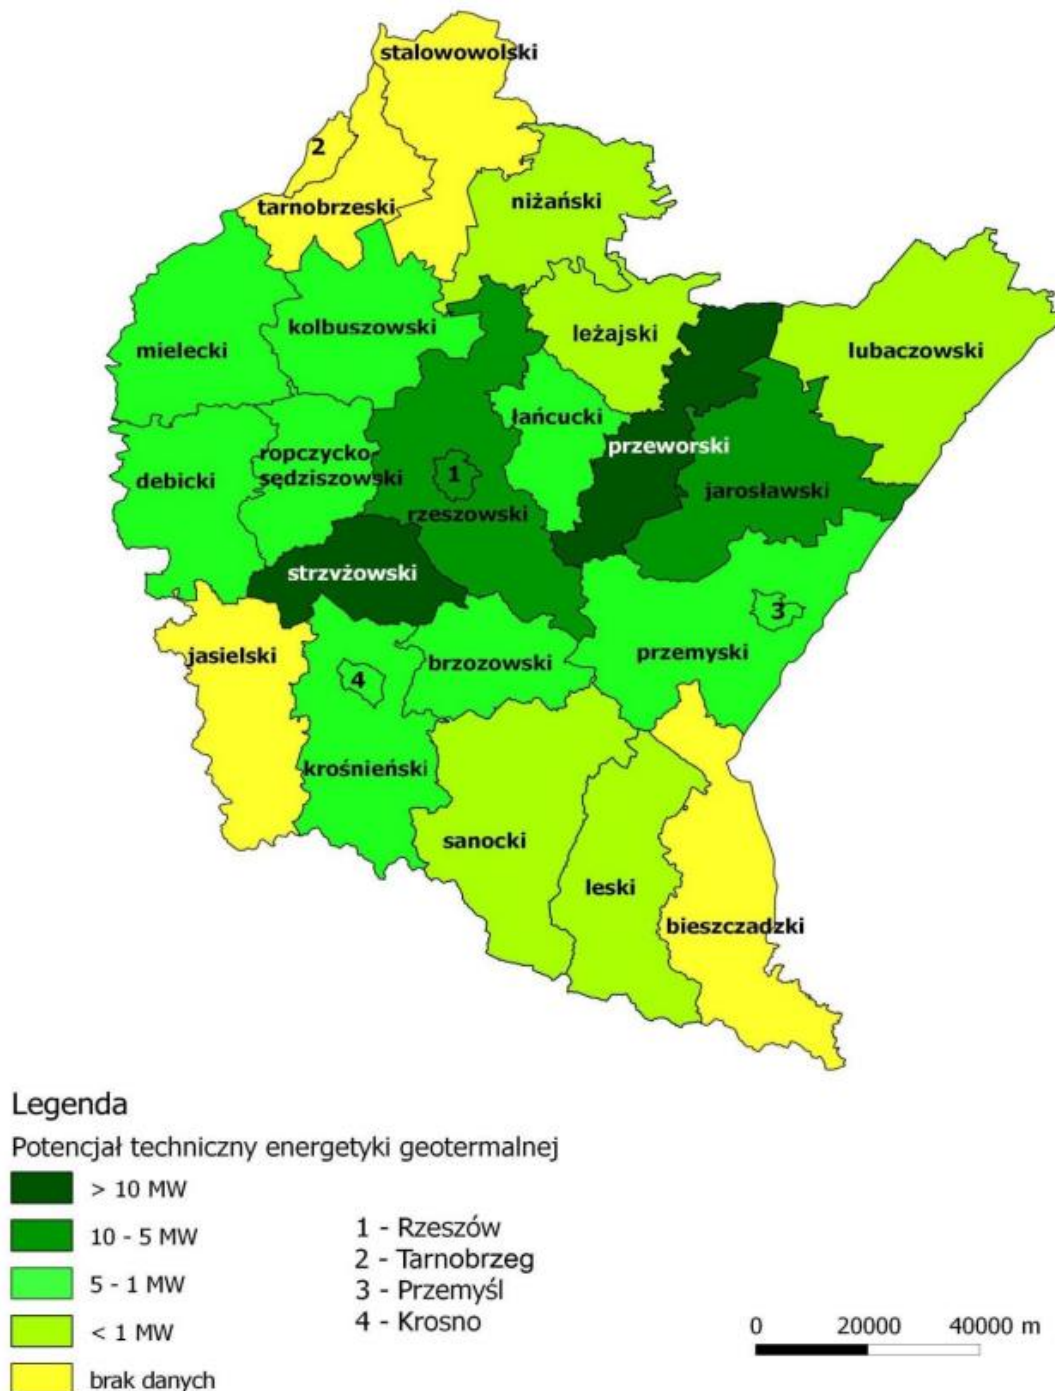 stalowowolski
2
tarnobrzeski
niżański
kolbuszowski
leżajski
mielecki
lubaczowski
łańcucki
ropczycko-
sędziszowski
przeworski
debicki
1
jarosławski
rzeszowski
strzvżowski
3
jasielski
brzozowski
przemyski
4
krośnieński
sanocki
leski
bieszczadzki
Legenda
Potencjał techniczny energetyki geotermalnej
> 10 MW
10 - 5 MW
5 - 1 MW
< 1 MW
brak danych
1 - Rzeszów
2 - Tarnobrzeg
3 - Przemyśl
4 - Krosno
0 20000 40000 m